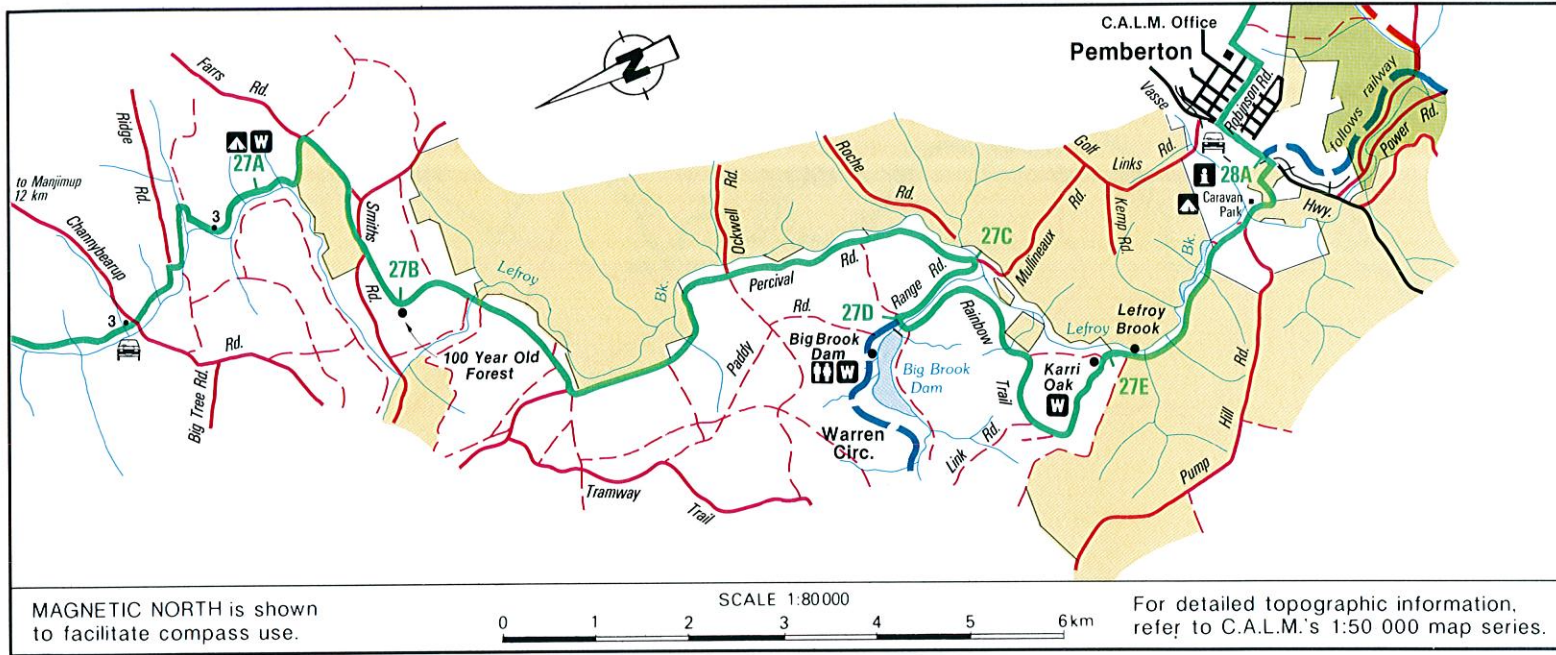 C.A.L.M. Office
Pemberton
Vasse
Robinson Rd.
follows railway
Power Rd.
Farrs Rd.
N
Ridge Rd.
W
27A
28A
i
Caravan
Park
Hwy.
to Manjimup
12 km
Channybearup
Rd.
3
3
Smiths
Rd.
27B
Lefroy
Bk.
Ockwell Rd.
Roche Rd.
Golf Links Rd.
Kemp Rd.
Mullineaux Rd.
27C
Percival Rd.
Range Rd.
27D
Rainbow
Trail
Paddy Rd.
Big Brook
Dam
W
Big Brook
Dam
Lefroy Bk.
Lefroy
Brook
Karri
Oak
W
27E
100 Year Old
Forest
Big Tree Rd.
Warren
Circ.
Link Rd.
Pump Hill Rd.
Tramway Trail
MAGNETIC NORTH is shown
to facilitate compass use.
SCALE 1:80000
0 1 2 3 4 5 6 km
For detailed topographic information,
refer to C.A.L.M.'s 1:50 000 map series.